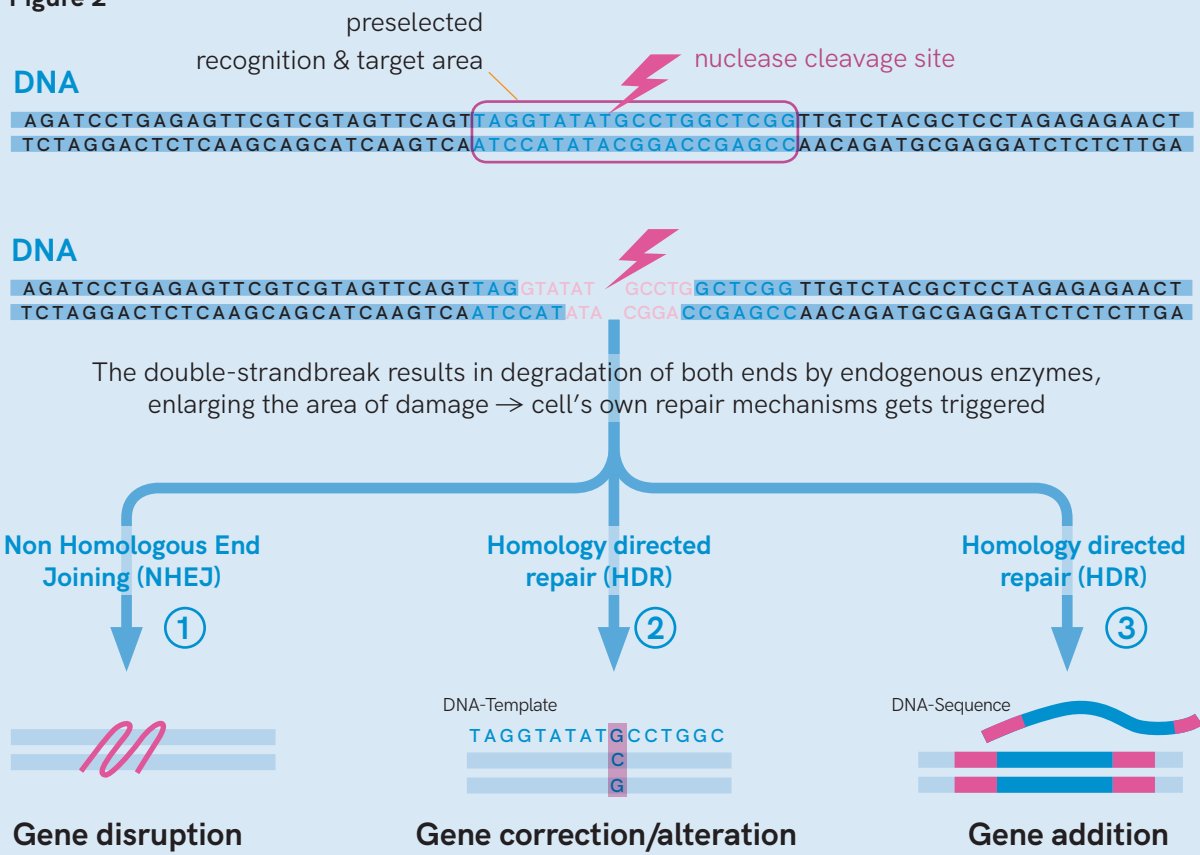 Figure 2
preselected
recognition & target area
nuclease cleavage site
DNA
AGATCCTGAGAGTTCGTCGTAGTTCAGTTAGGTATATGCCTGGCTCGGTTGTCTACGCTCCTAGAGAGAACT
TCTAGGACTCTCAAGCAGCATCAAGTCAATCCATATACGGACCGAGCCAACAGATGCGAGGATCTCTCTTGA
DNA
AGATCCTGAGAGTTCGTCGTAGTTCAGTTAGGTATAT GCCTGGCTCGG TTGTCTACGCTCCTAGAGAGAACT
TCTAGGACTCTCAAGCAGCATCAAGTCAATCCATATA CGGACCGAGCCAACAGATGCGAGGATCTCTCTTGA
The double-strandbreak results in degradation of both ends by endogenous enzymes,
enlarging the area of damage → cell's own repair mechanisms gets triggered
Non Homologous End
Joining (NHEJ)
1
Homology directed
repair (HDR)
2
Homology directed
repair (HDR)
3
DNA-Template
TAGGTATATGCCTGGC
C
G
DNA-Sequence
Gene disruption
Gene correction/alteration
Gene addition